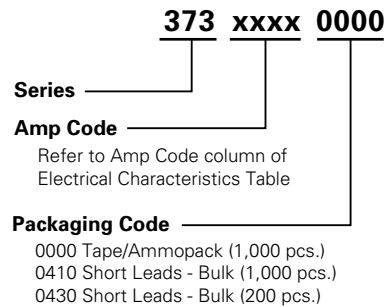 373 xxxx 0000
Series
Amp Code
Refer to Amp Code column of
Electrical Characteristics Table
Packaging Code
0000 Tape/Ammopack (1,000 pcs.)
0410 Short Leads - Bulk (1,000 pcs.)
0430 Short Leads - Bulk (200 pcs.)